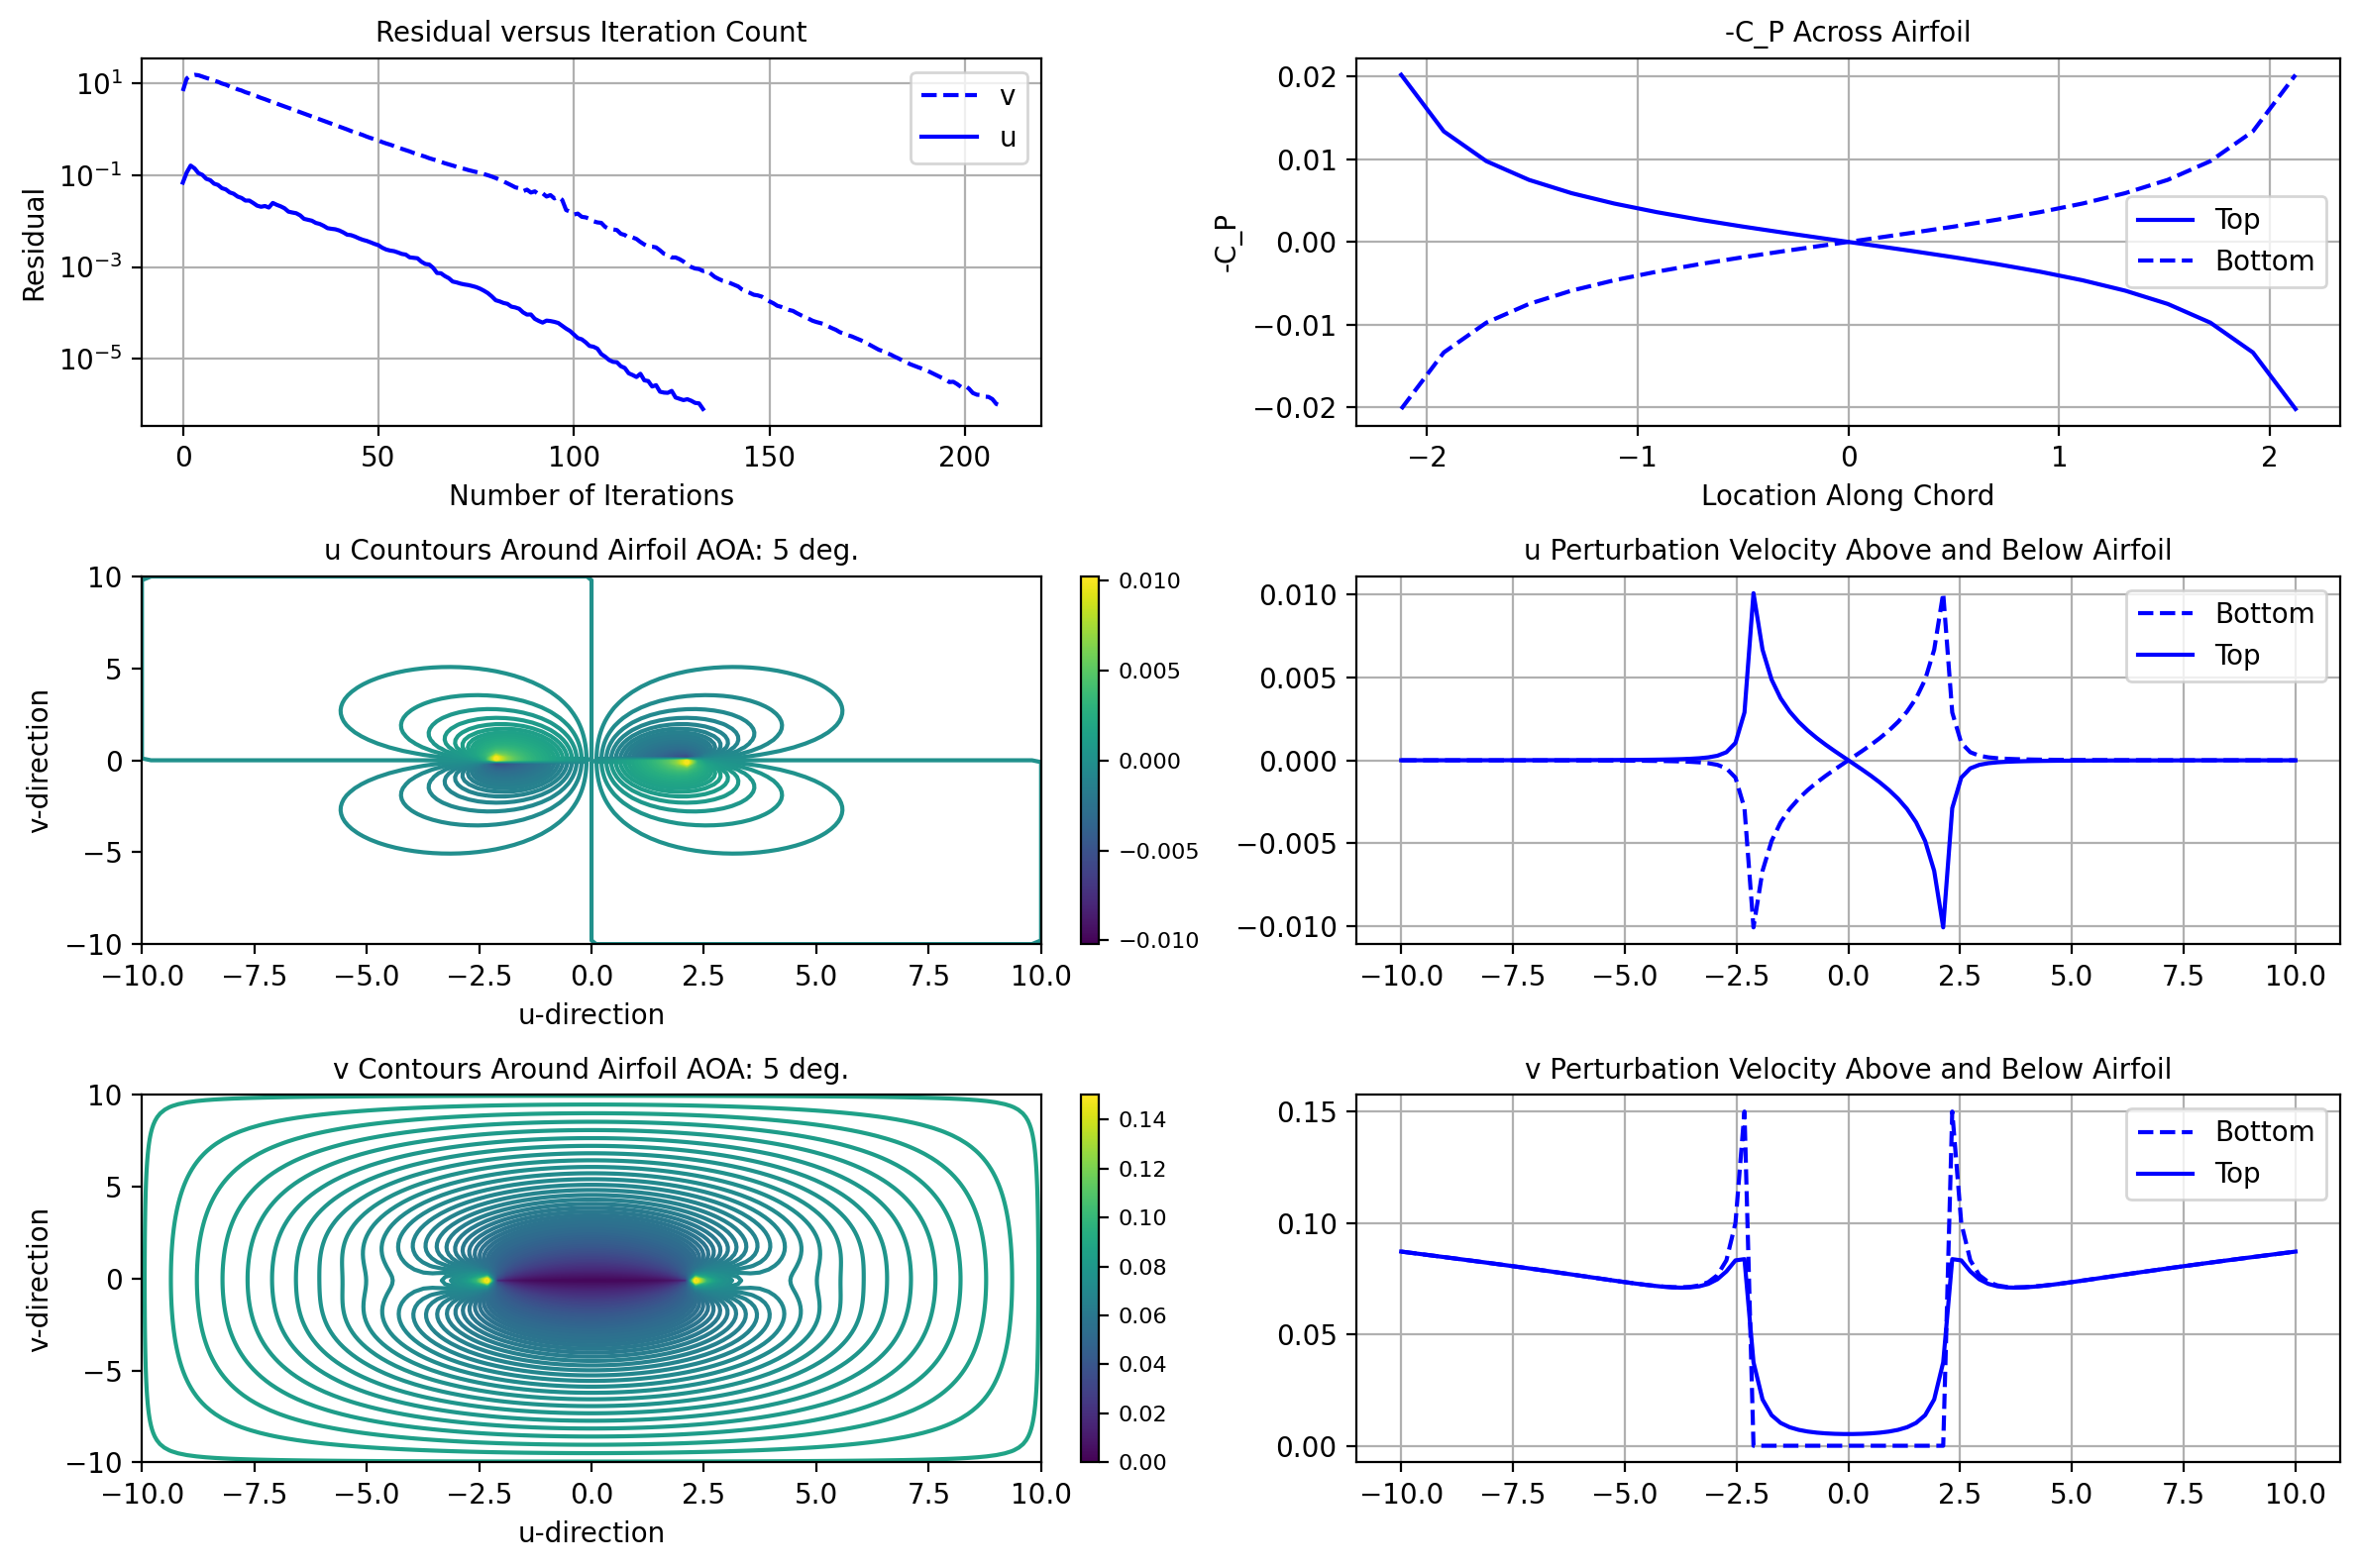 Residual versus Iteration Count
10¹
10⁻¹
10⁻³
10⁻⁵
Residual
v
u
0 50 100 150 200
Number of Iterations
-C_P Across Airfoil
0.02
0.01
0.00
−0.01
−0.02
-C_P
Top
Bottom
−2 −1 0 1 2
Location Along Chord
u Countours Around Airfoil AOA: 5 deg.
10
5
0
−5
−10
v-direction
−10.0 −7.5 −5.0 −2.5 0.0 2.5 5.0 7.5 10.0
u-direction
0.010
0.005
0.000
−0.005
−0.010
u Perturbation Velocity Above and Below Airfoil
0.010
0.005
0.000
−0.005
−0.010
Bottom
Top
−10.0 −7.5 −5.0 −2.5 0.0 2.5 5.0 7.5 10.0
v Contours Around Airfoil AOA: 5 deg.
10
5
0
−5
−10
v-direction
−10.0 −7.5 −5.0 −2.5 0.0 2.5 5.0 7.5 10.0
u-direction
0.14
0.12
0.10
0.08
0.06
0.04
0.02
0.00
v Perturbation Velocity Above and Below Airfoil
0.15
0.10
0.05
0.00
Bottom
Top
−10.0 −7.5 −5.0 −2.5 0.0 2.5 5.0 7.5 10.0